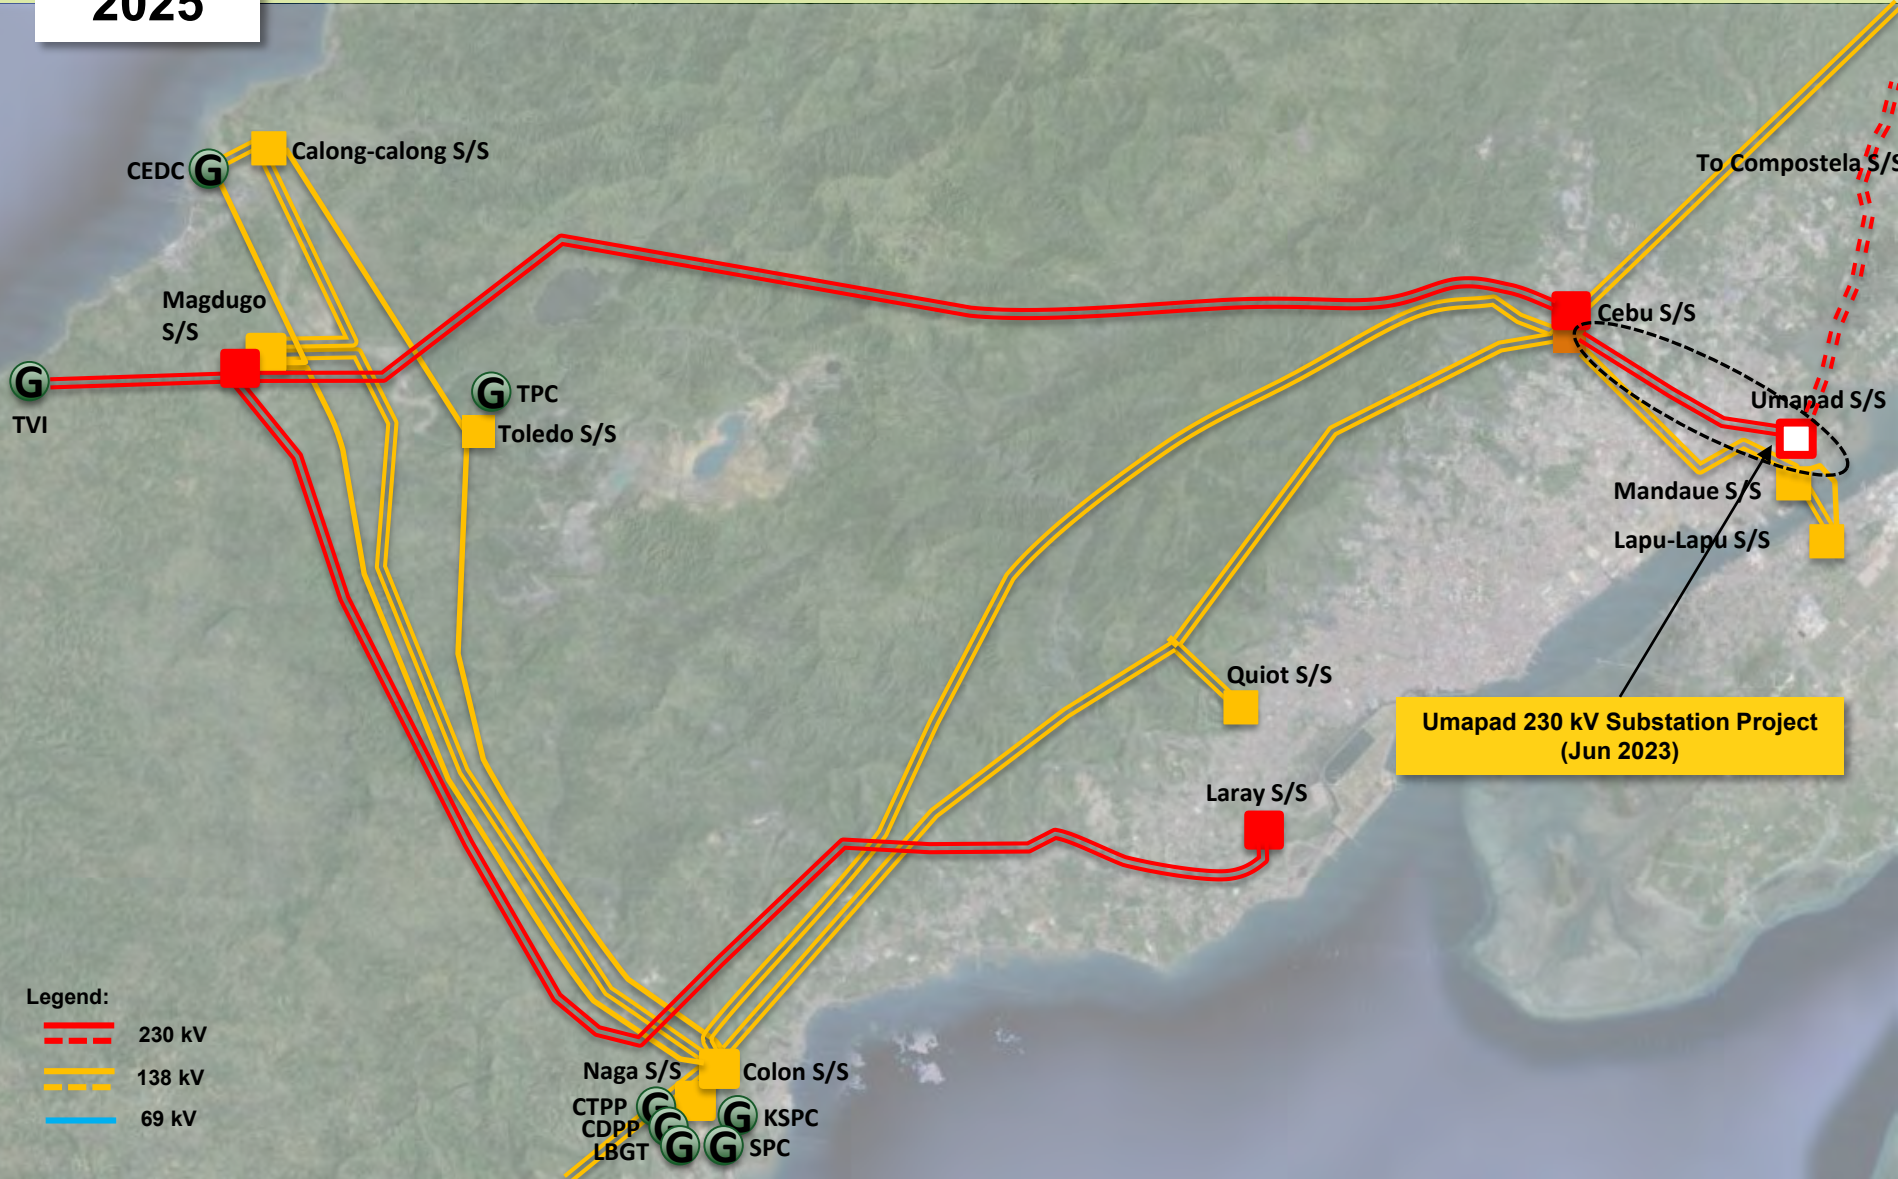 2025
To Compostela S/S
Calong-calong S/S
CEDC
G
Magdugo
S/S
Cebu S/S
G
TVI
G
TPC
Toledo S/S
Umapad S/S
Mandaue S/S
Lapu-Lapu S/S
Quiot S/S
Umapad 230 kV Substation Project
(Jun 2023)
Laray S/S
Legend:
230 kV
138 kV
69 kV
Naga S/S
Colon S/S
CTPP
G
CDPP
G
LBGT
G
G
KSPC
G
SPC